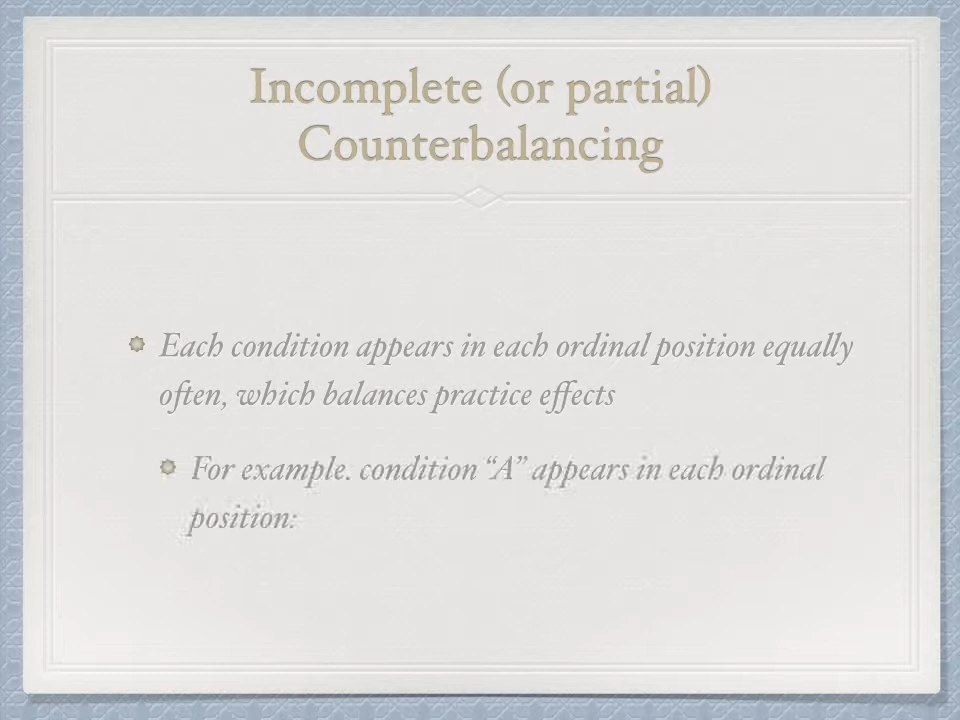 Incomplete (or partial)
Counterbalancing
Each condition appears in each ordinal position equally
often, which balances practice effects
For example. condition “A” appears in each ordinal
position: